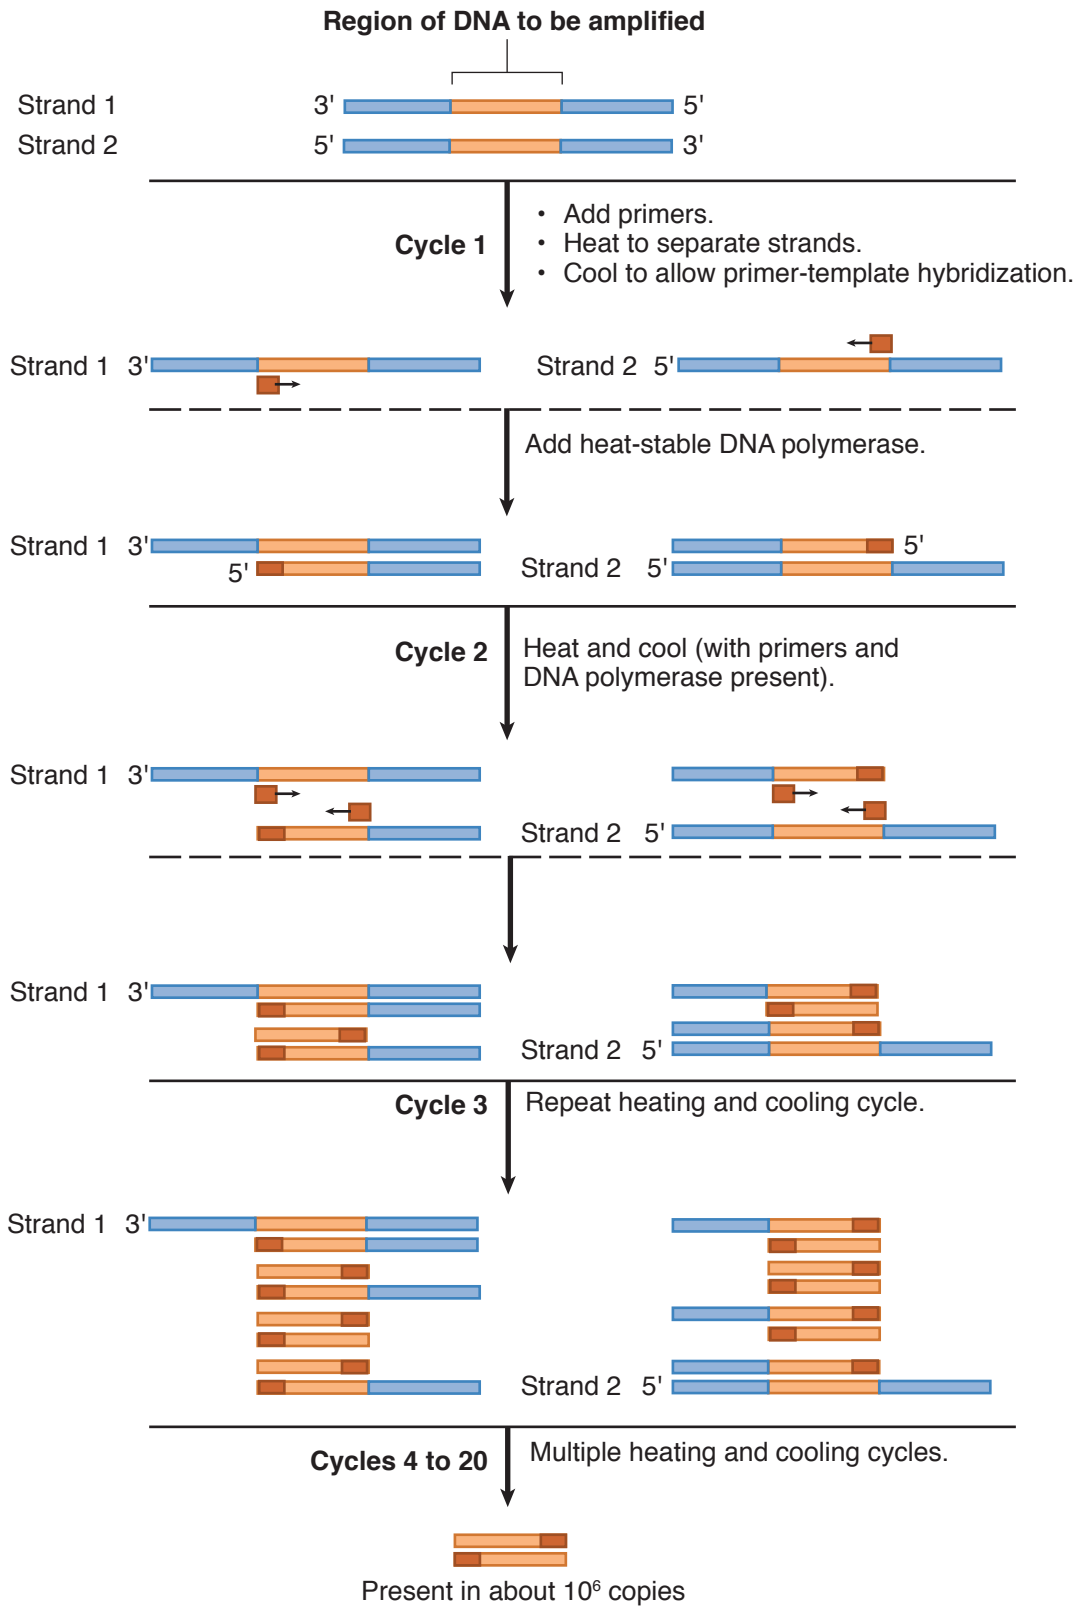 Region of DNA to be amplified
Strand 1 3' 5'
Strand 2 5' 3'
Cycle 1
• Add primers.
• Heat to separate strands.
• Cool to allow primer-template hybridization.
Strand 1 3' Strand 2 5'
Add heat-stable DNA polymerase.
Strand 1 3' 5'
5' Strand 2 5'
Cycle 2
Heat and cool (with primers and
DNA polymerase present).
Strand 1 3'
Strand 2 5'
Strand 1 3'
Strand 2 5'
Cycle 3
Repeat heating and cooling cycle.
Strand 1 3'
Strand 2 5'
Cycles 4 to 20
Multiple heating and cooling cycles.
Present in about 10⁶ copies